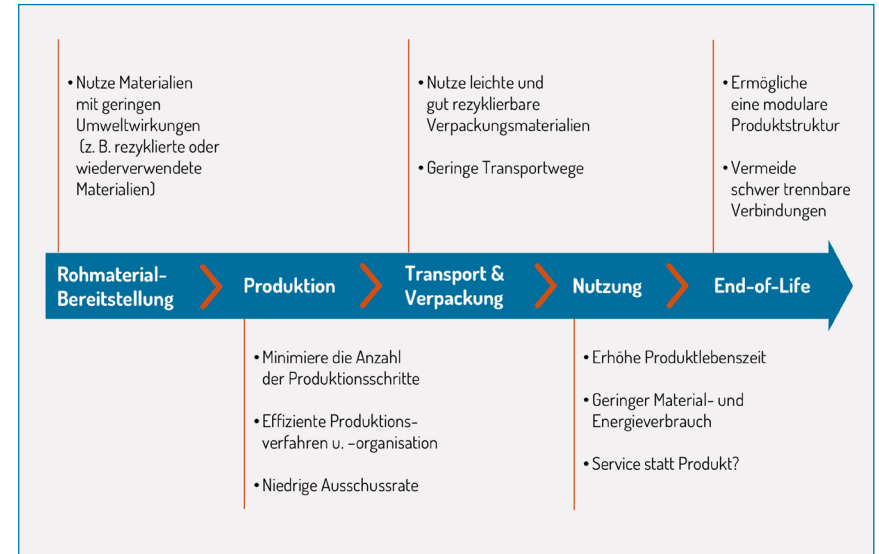 • Nutze Materialien
mit geringen
Umweltwirkungen
(z. B. rezyklierte oder
wiederverwendete
Materialien)
• Nutze leichte und
gut rezyklierbare
Verpackungsmaterialien
• Geringe Transportwege
• Ermögliche
eine modulare
Produktstruktur
• Vermeide
schwer trennbare
Verbindungen
Rohmaterial-
Bereitstellung
Produktion
Transport &
Verpackung
Nutzung
End-of-Life
• Minimiere die Anzahl
der Produktionsschritte
• Effiziente Produktions-
verfahren u. –organisation
• Niedrige Ausschussrate
• Erhöhe Produktlebenszeit
• Geringer Material- und
Energieverbrauch
• Service statt Produkt?